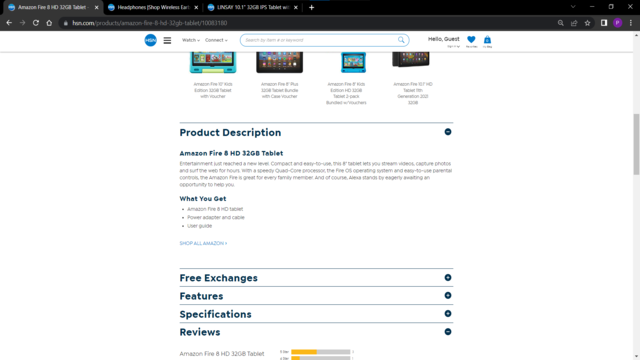 Amazon Fire 8 HD 32GB Tablet
Headphones | Shop Wireless Earb
LINSAY 10.1" 32GB IPS Tablet wit
hsn.com/products/amazon-fire-8-hd-32gb-tablet/10083180
P
HSN
Watch
Connect
Search by item # or keyword
Hello, Guest
Amazon Fire 10" Kids Edition 32GB Tablet with Voucher
Amazon Fire 8" Plus 32GB Tablet Bundle with Case Voucher
Amazon Fire 8" Kids Edition HD 32GB Tablet 2-pack Bundled w/Vouchers
Amazon Fire 10.1" HD Tablet 11th Generation 2021 32GB
Product Description
Amazon Fire 8 HD 32GB Tablet
Entertainment just reached a new level. Compact and easy-to-use, this 8" tablet lets you stream videos, capture photos
and surf the web for hours. With a speedy Quad-Core processor, the Fire OS operating system and easy-to-use parental
controls, the Amazon Fire is great for every family member. And of course, Alexa stands by eagerly awaiting an
opportunity to help you.
What You Get
Amazon Fire 8 HD tablet
Power adapter and cable
User guide
SHOP ALL AMAZON >
Free Exchanges
Features
Specifications
Reviews
Amazon Fire 8 HD 32GB Tablet
5 star
4 star